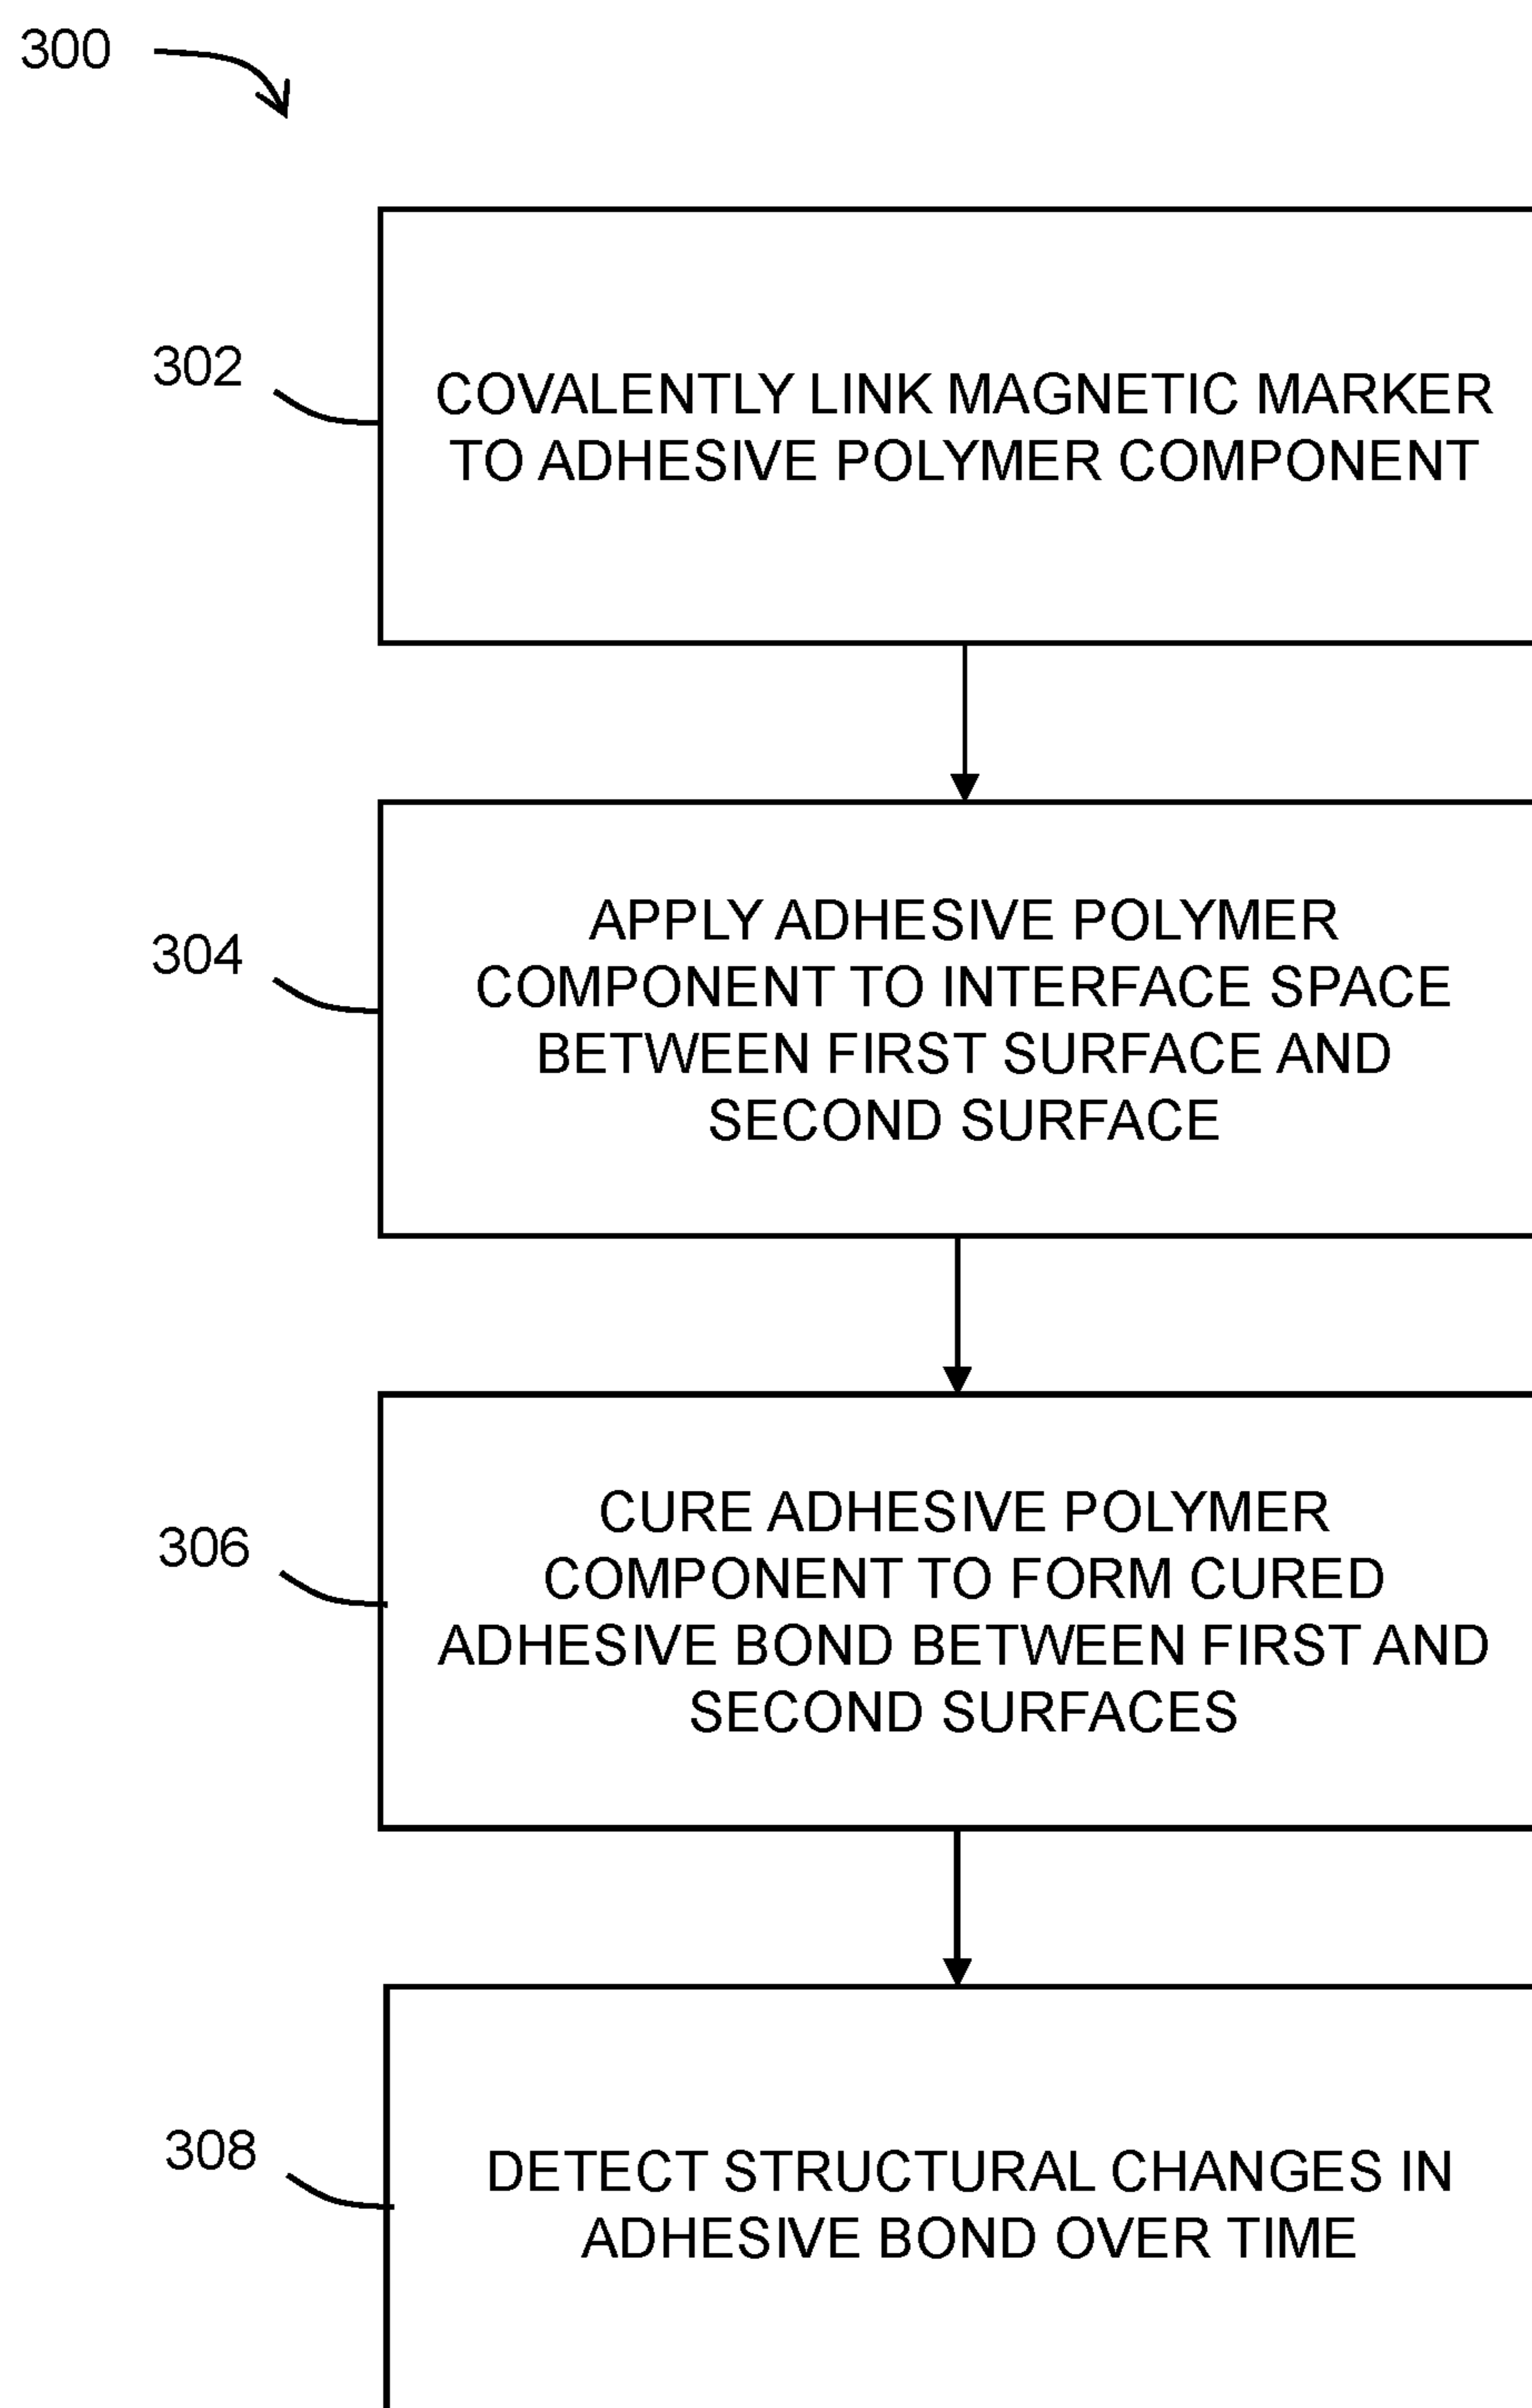 300
302
COVALENTLY LINK MAGNETIC MARKER
TO ADHESIVE POLYMER COMPONENT
304
APPLY ADHESIVE POLYMER
COMPONENT TO INTERFACE SPACE
BETWEEN FIRST SURFACE AND
SECOND SURFACE
306
CURE ADHESIVE POLYMER
COMPONENT TO FORM CURED
ADHESIVE BOND BETWEEN FIRST AND
SECOND SURFACES
308
DETECT STRUCTURAL CHANGES IN
ADHESIVE BOND OVER TIME